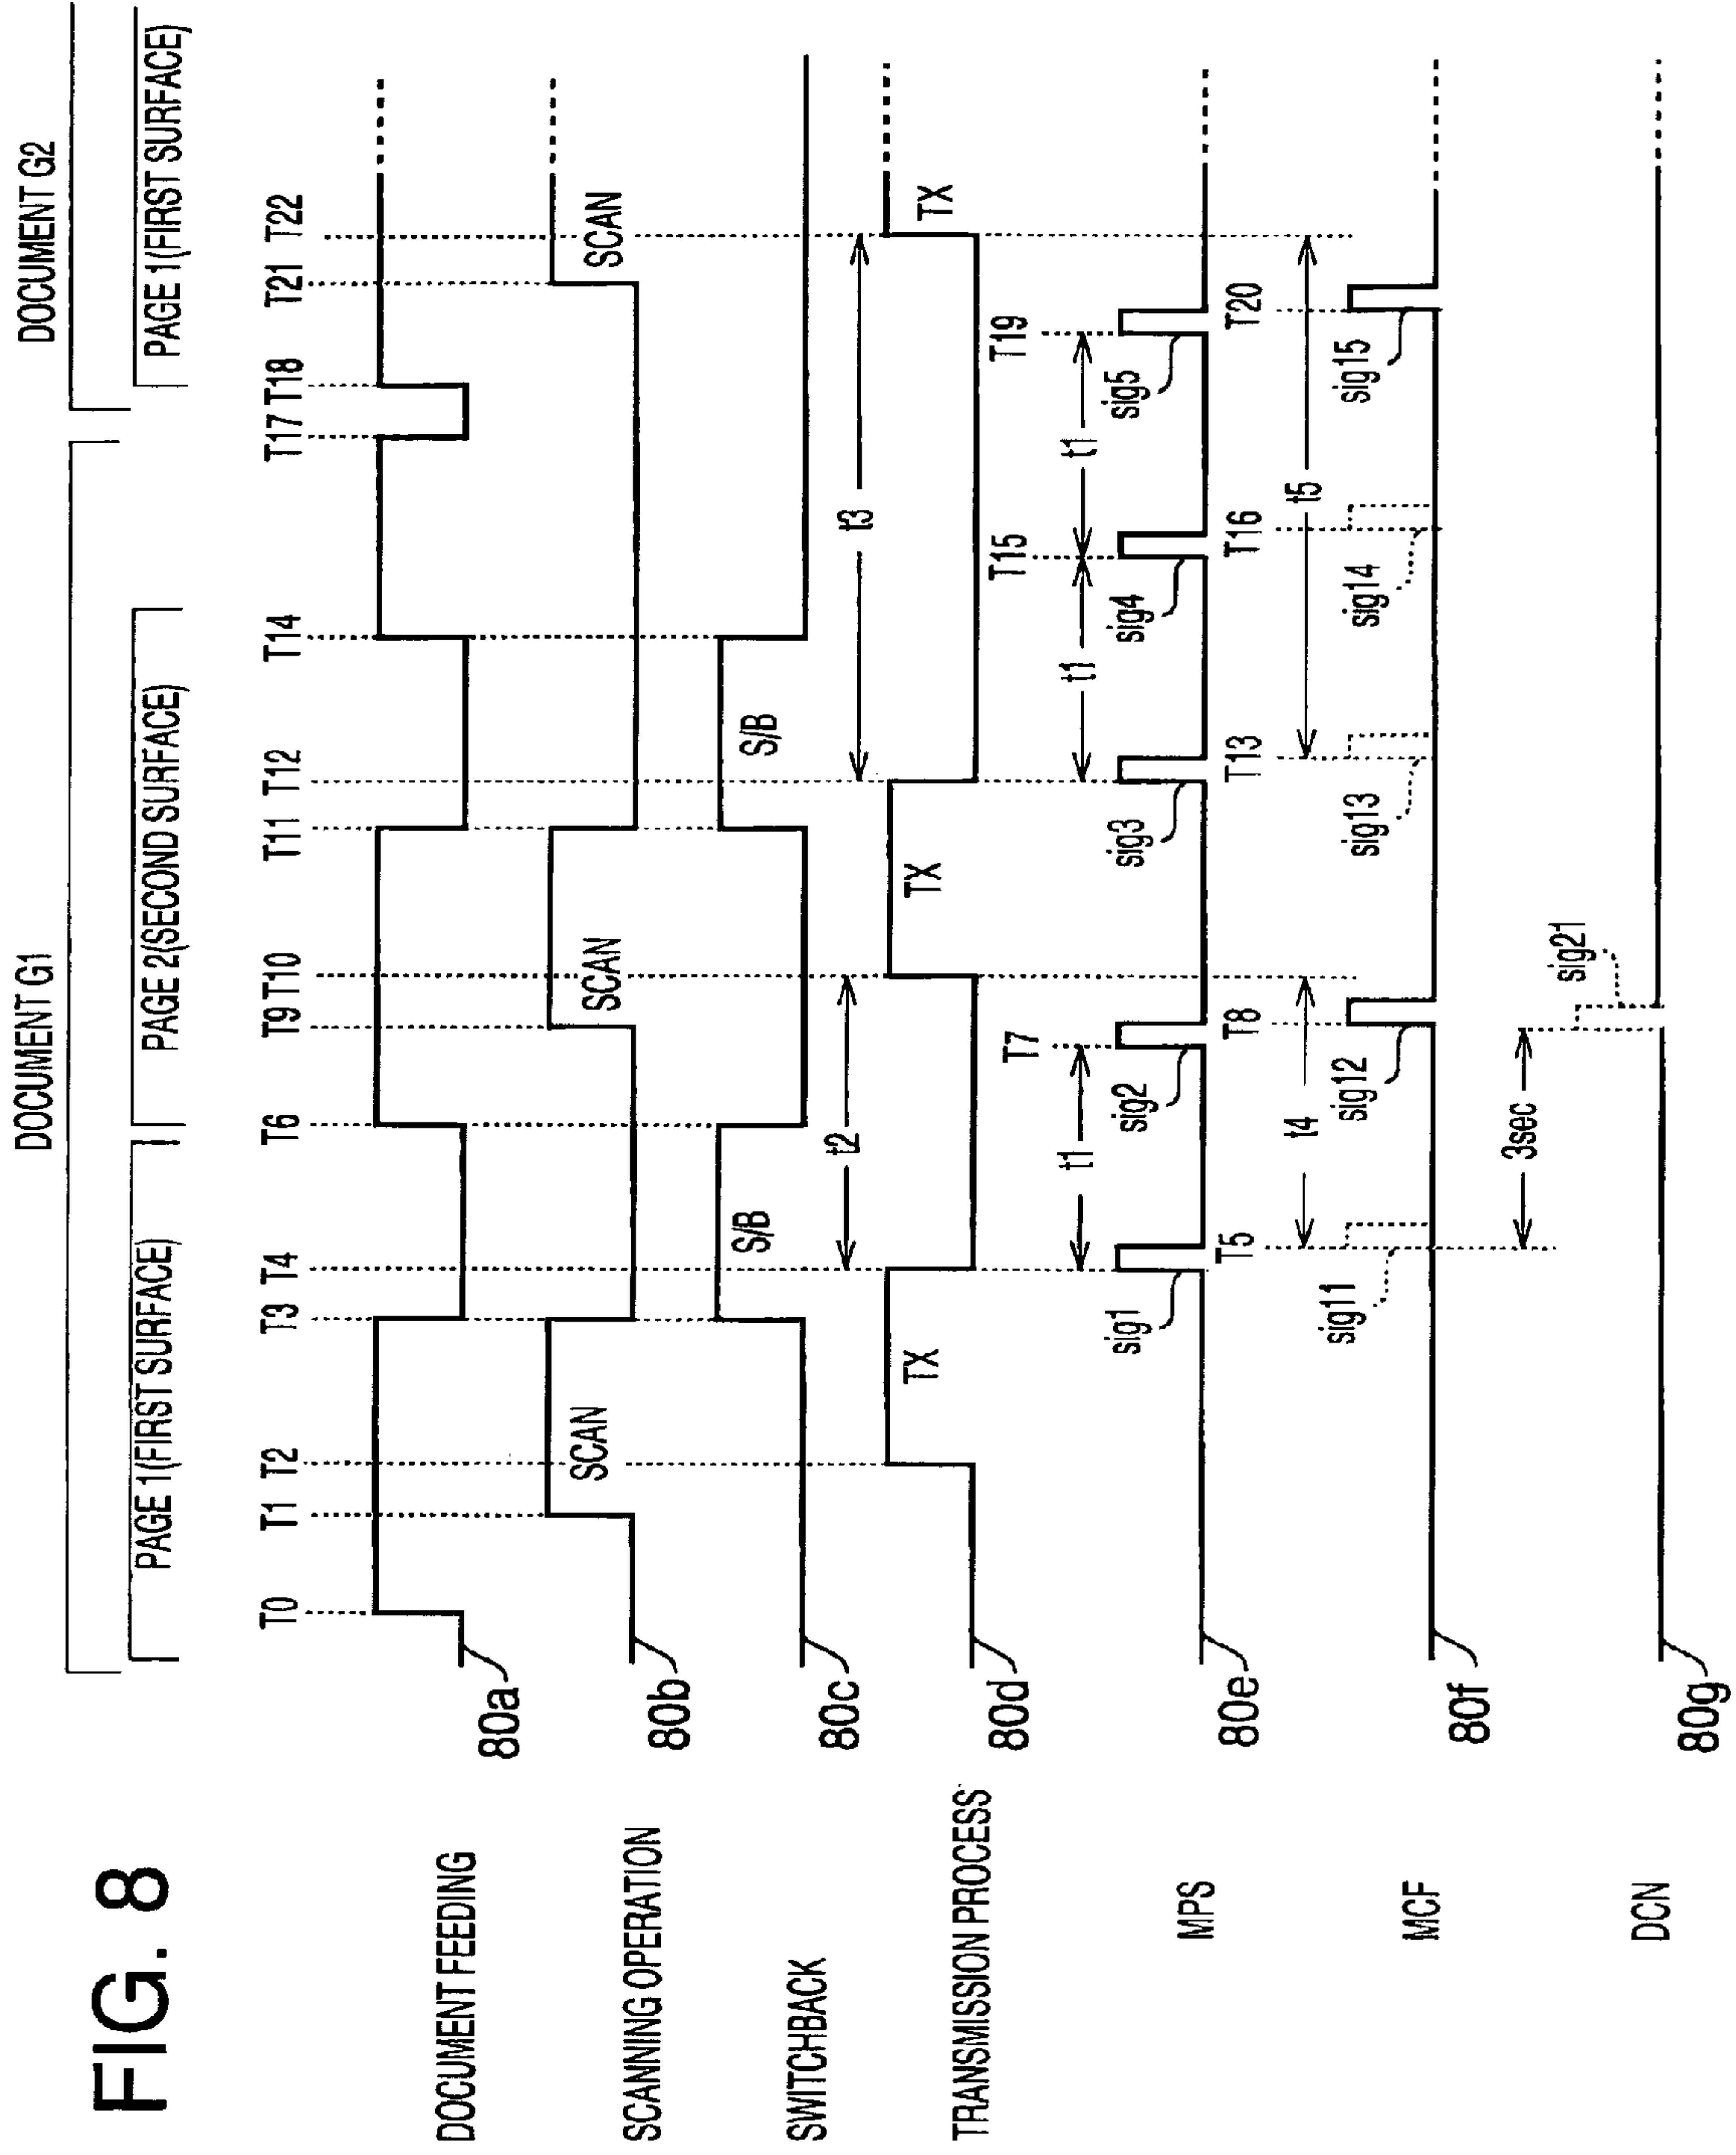 FIG. 8
DOCUMENT G1
DOCUMENT G2
PAGE 1(FIRST SURFACE)
PAGE 2(SECOND SURFACE)
PAGE 1(FIRST SURFACE)
T0 T1 T2 T3 T4 T6 T9 T10 T11 T12 T14 T17 T18 T21 T22
DOCUMENT FEEDING
80a
SCANNING OPERATION
80b
SCAN
SCAN
SCAN
SWITCHBACK
80c
S/B
S/B
t2
t3
TRANSMISSION PROCESS
80d
TX
TX
TX
T7
T15
T19
t1
t1
t1
sig1
sig2
sig3
sig4
sig5
MPS
80e
T5
T8
T13
T16
T20
t4
t5
sig11
sig12
sig13
sig14
sig15
MCF
80f
3sec
sig21
DCN
80g